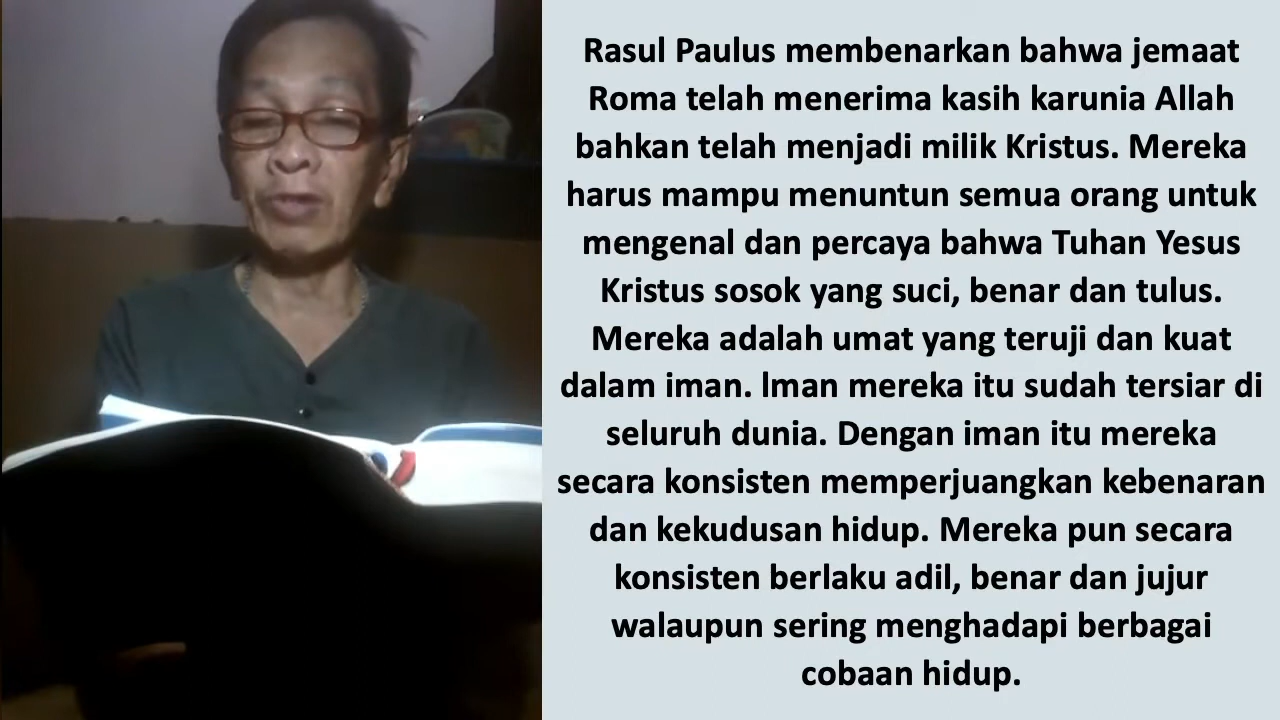 Rasul Paulus membenarkan bahwa jemaat
Roma telah menerima kasih karunia Allah
bahkan telah menjadi milik Kristus. Mereka
harus mampu menuntun semua orang untuk
mengenal dan percaya bahwa Tuhan Yesus
Kristus sosok yang suci, benar dan tulus.
Mereka adalah umat yang teruji dan kuat
dalam iman. lman mereka itu sudah tersiar di
seluruh dunia. Dengan iman itu mereka
secara konsisten memperjuangkan kebenaran
dan kekudusan hidup. Mereka pun secara
konsisten berlaku adil, benar dan jujur
walaupun sering menghadapi berbagai
cobaan hidup.